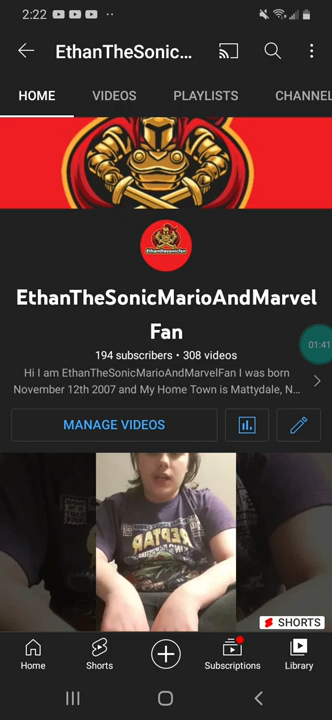 2:22
EthanTheSonic...
HOME VIDEOS PLAYLISTS CHANNEL
Ethanthesonicfan
EthanTheSonicMarioAndMarvel
Fan
194 subscribers • 308 videos
01:41
Hi I am EthanTheSonicMarioAndMarvelFan I was born
November 12th 2007 and My Home Town is Mattydale, N...
MANAGE VIDEOS
SHORTS
Home Shorts Subscriptions Library